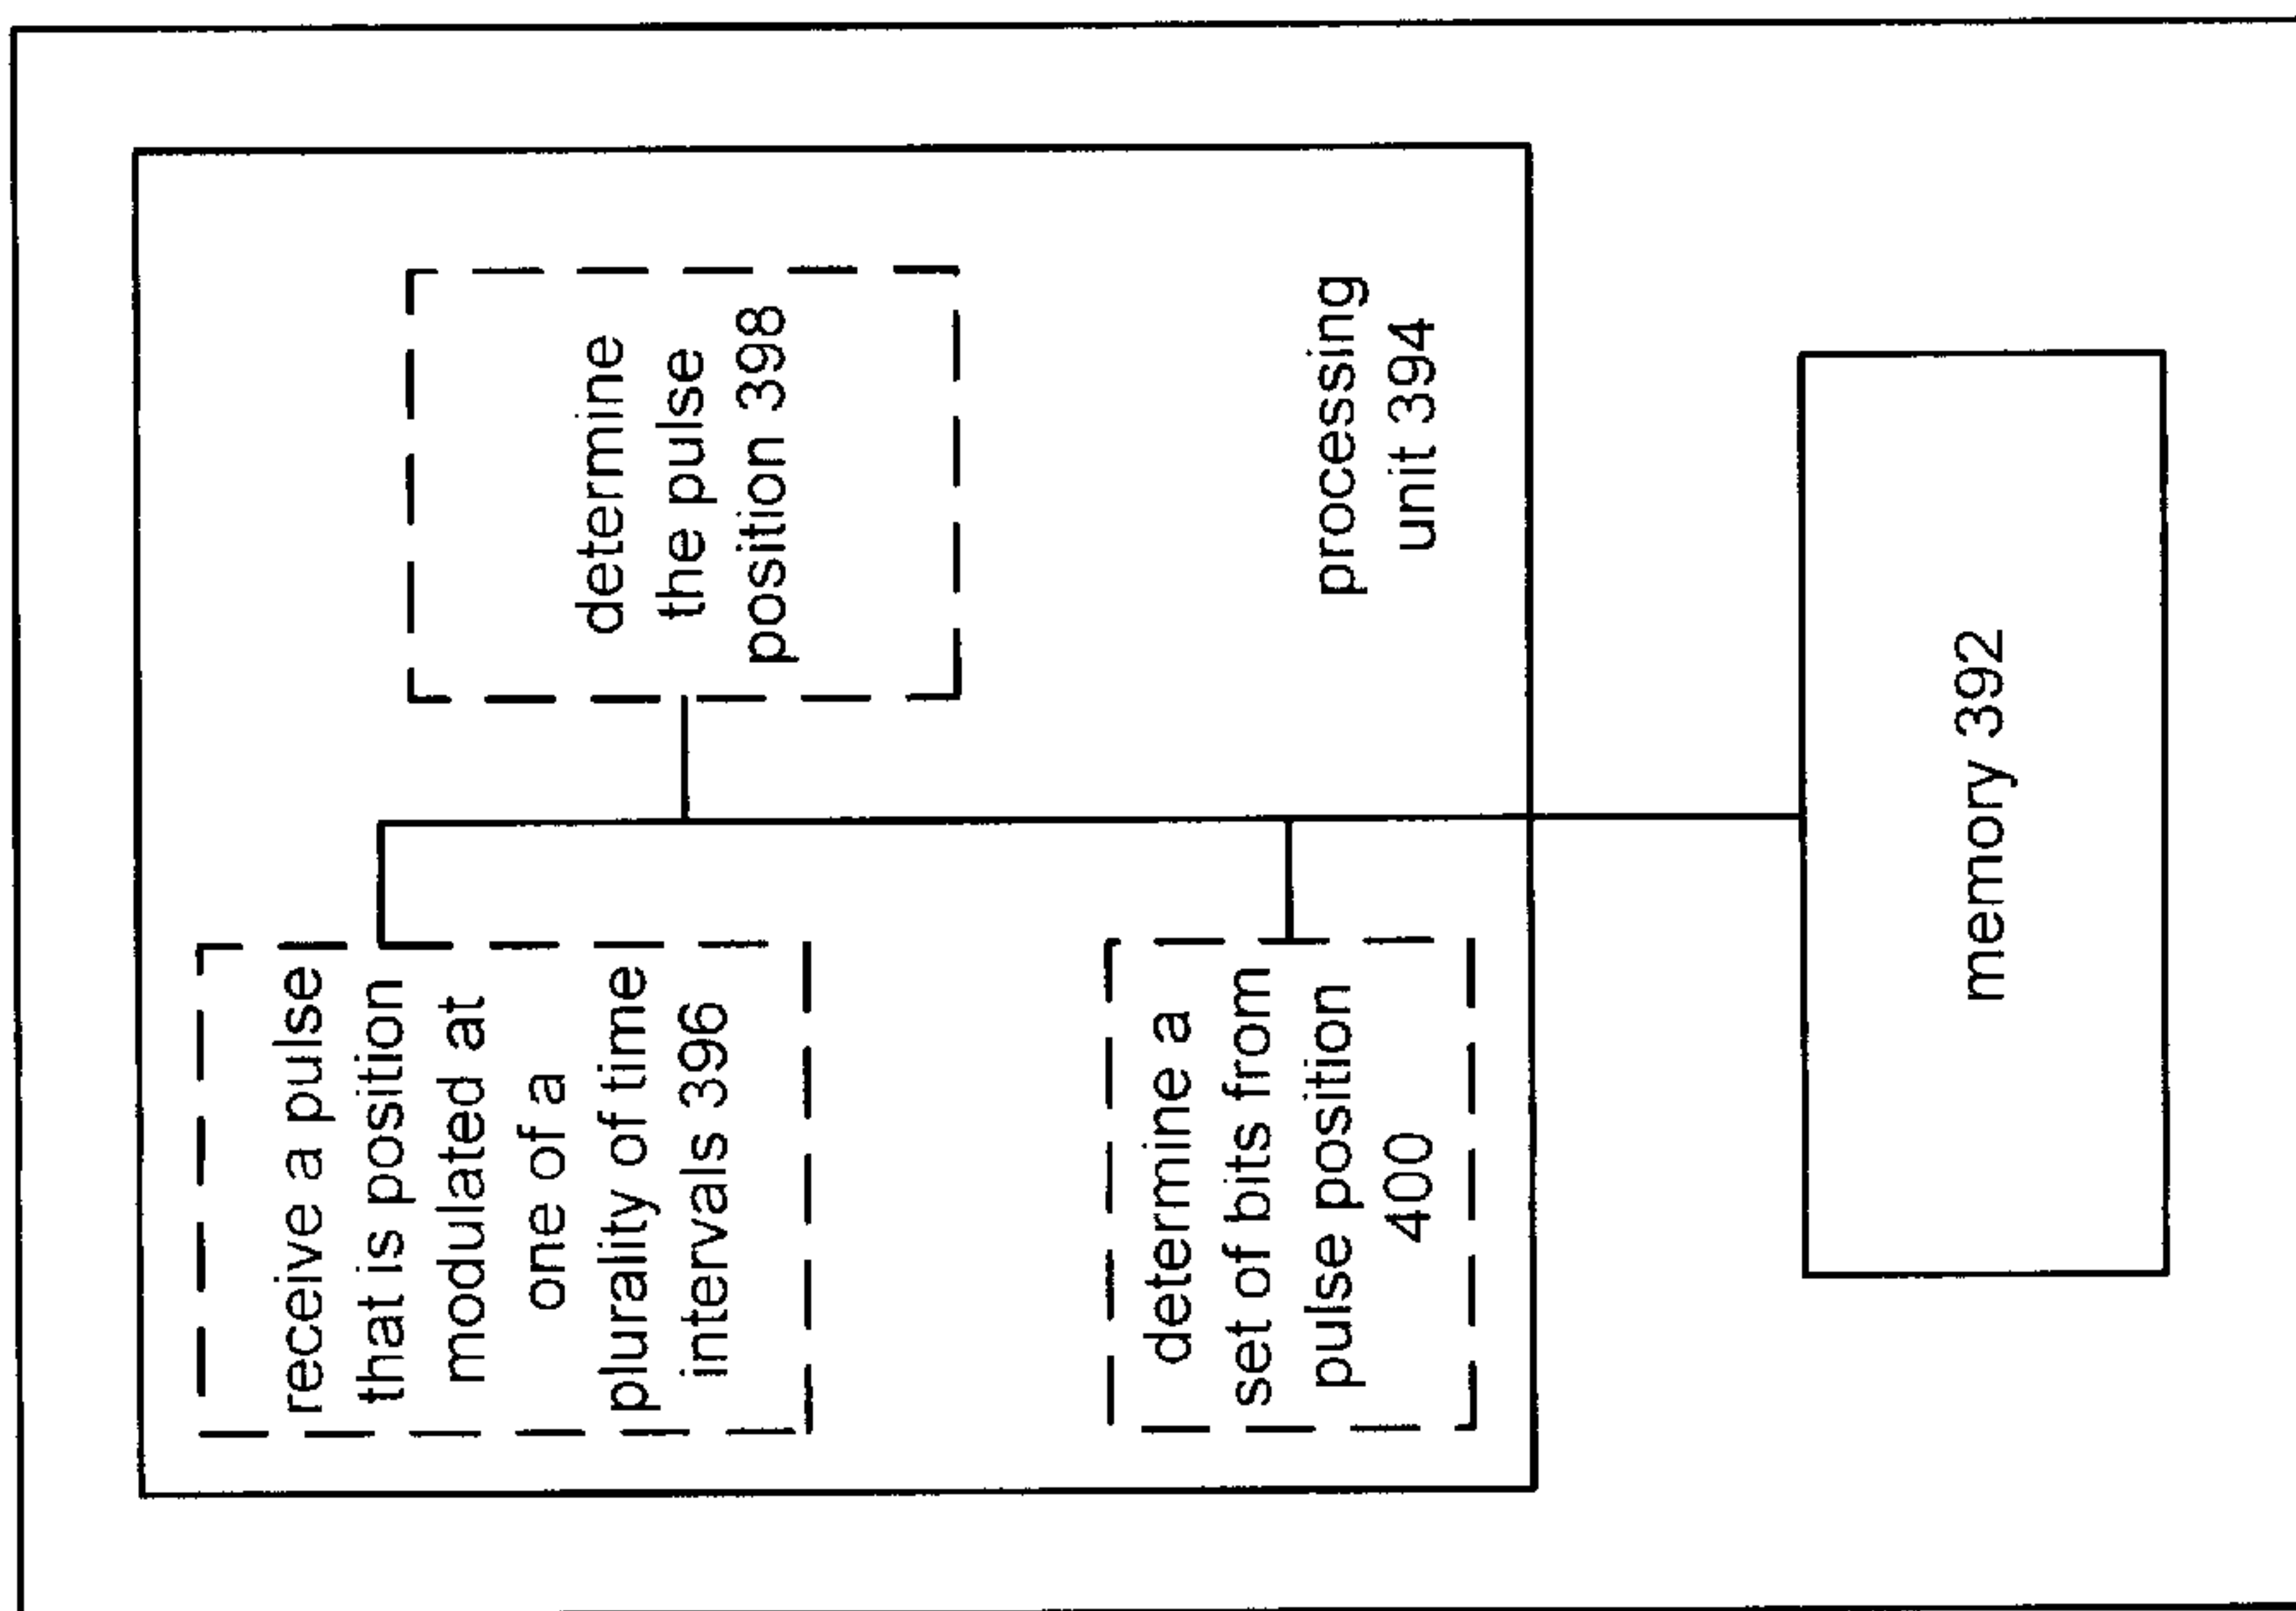 receive a pulse
that is position
modulated at
one of a
plurality of time
intervals 396
determine
the pulse
position 398
determine a
set of bits from
pulse position
400
processing
unit 394
memory 392